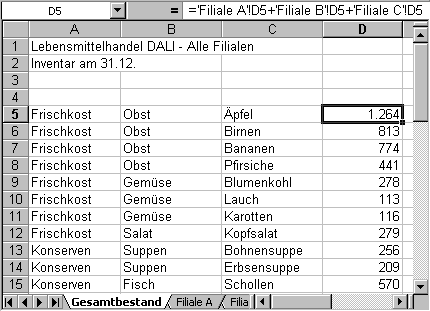 D5 = ='Filiale A'!D5+'Filiale B'!D5+'Filiale C'!D5
A B C D
1 Lebensmittelhandel DALI - Alle Filialen
2 Inventar am 31.12.
3
4
5 Frischkost Obst Äpfel 1.264
6 Frischkost Obst Birnen 813
7 Frischkost Obst Bananen 774
8 Frischkost Obst Pfirsiche 441
9 Frischkost Gemüse Blumenkohl 278
10 Frischkost Gemüse Lauch 113
11 Frischkost Gemüse Karotten 116
12 Frischkost Salat Kopfsalat 279
13 Konserven Suppen Bohnensuppe 256
14 Konserven Suppen Erbsensuppe 209
15 Konserven Fisch Schollen 570
Gesamtbestand Filiale A Filia